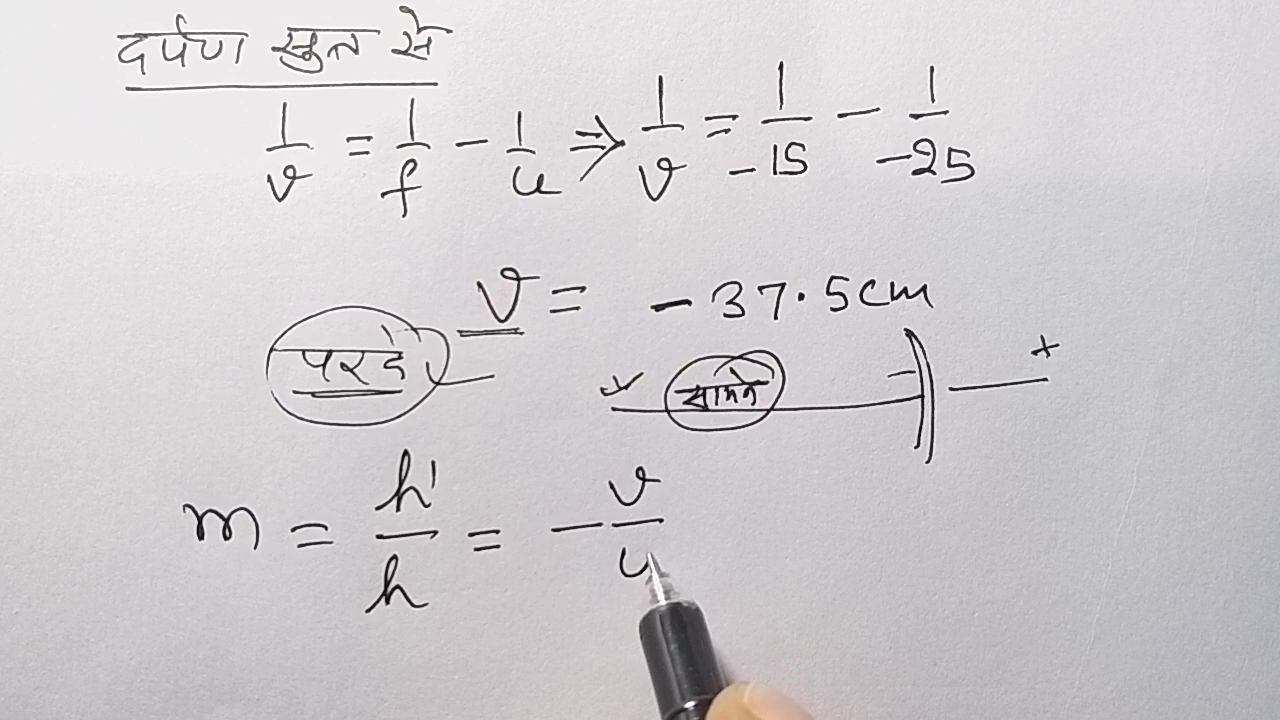 दर्पण सुत्र से
1/v = 1/f - 1/u ⇒ 1/v = 1/-15 - 1/-25
v = - 37.5cm
परदे
सामने
- +
m = h'/h = - v/u